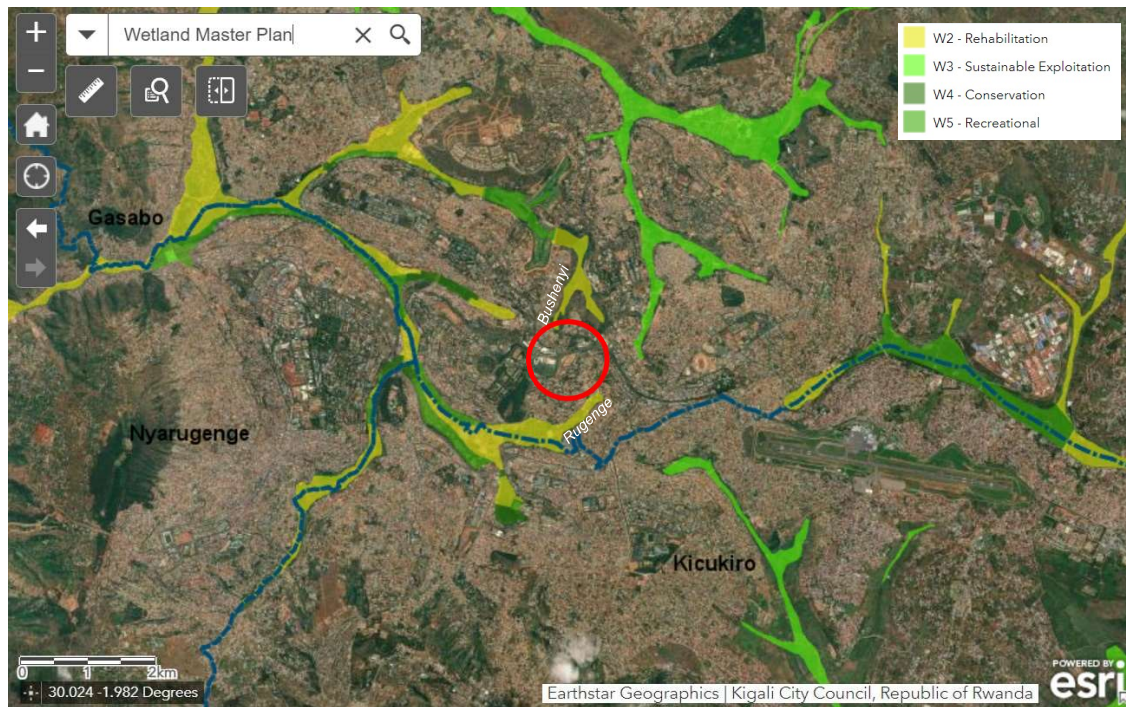 +
Wetland Master Plan
−
W2 - Rehabilitation
W3 - Sustainable Exploitation
W4 - Conservation
W5 - Recreational
Gasabo
Bushenyi
Rugenge
Nyarugenge
Kicukiro
0 1 2km
30.024 -1.982 Degrees
Earthstar Geographics | Kigali City Council, Republic of Rwanda
POWERED BY
esri